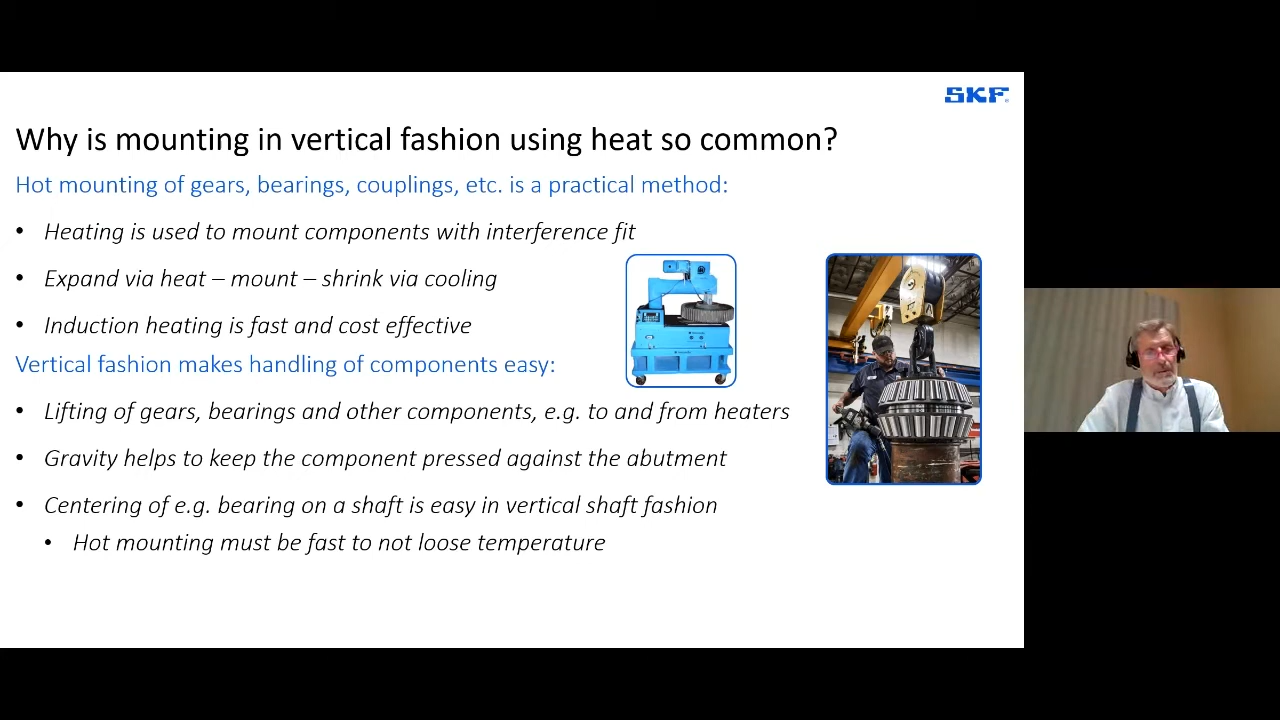 SKF
Why is mounting in vertical fashion using heat so common?
Hot mounting of gears, bearings, couplings, etc. is a practical method:
• Heating is used to mount components with interference fit
• Expand via heat – mount – shrink via cooling
• Induction heating is fast and cost effective
Vertical fashion makes handling of components easy:
• Lifting of gears, bearings and other components, e.g. to and from heaters
• Gravity helps to keep the component pressed against the abutment
• Centering of e.g. bearing on a shaft is easy in vertical shaft fashion
• Hot mounting must be fast to not loose temperature